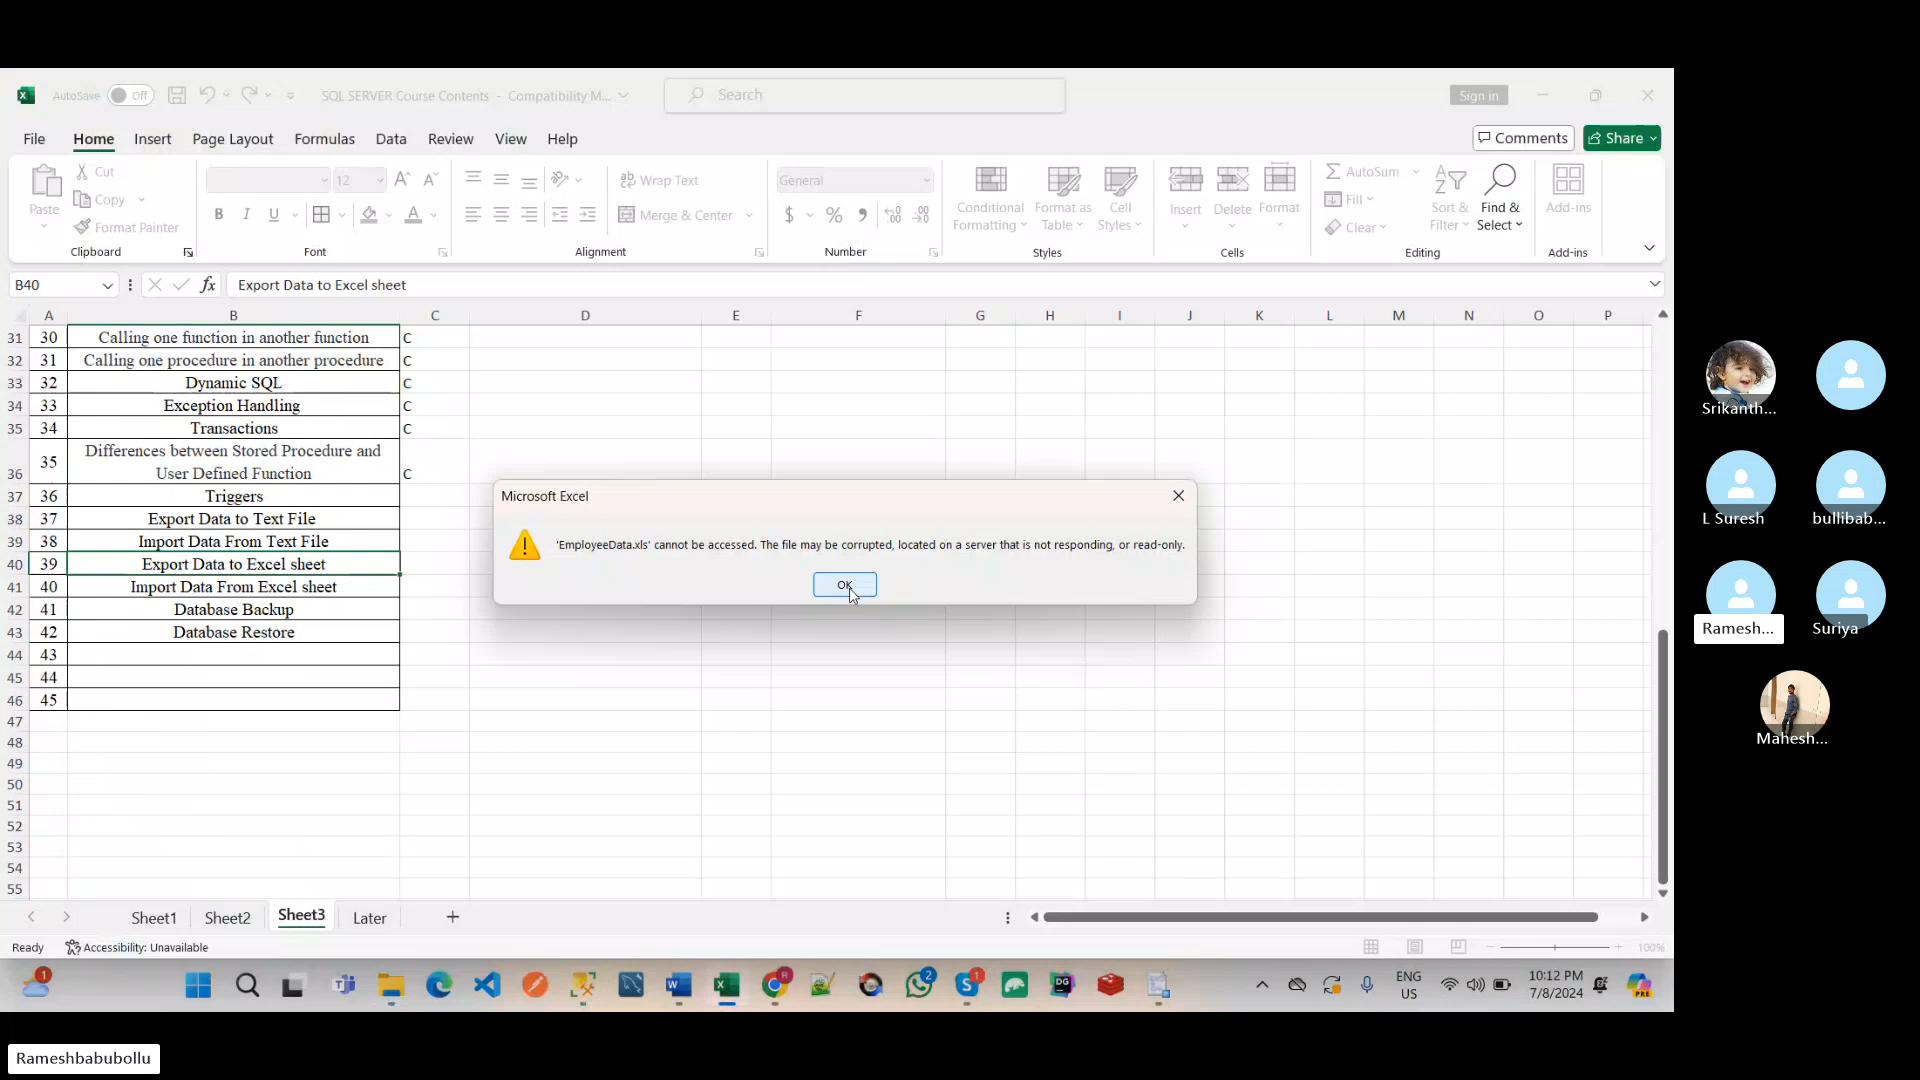 AutoSave Off SQL SERVER Course Contents - Compatibility M... Search Sign in
File Home Insert Page Layout Formulas Data Review View Help Comments Share
Paste Cut Copy Format Painter Clipboard
12 B I U Font
ab Wrap Text Merge & Center Alignment
General $ % Number
Conditional Formatting Format as Table Cell Styles Styles
Insert Delete Format Cells
AutoSum Fill Clear Sort & Filter Find & Select Editing
Add-ins Add-ins
B40 fx Export Data to Excel sheet
A B C D E F G H I J K L M N O P
31 30 Calling one function in another function C
32 31 Calling one procedure in another procedure C
33 32 Dynamic SQL C
34 33 Exception Handling C
35 34 Transactions C
36 35 Differences between Stored Procedure and
User Defined Function C
37 36 Triggers
38 37 Export Data to Text File
39 38 Import Data From Text File
40 39 Export Data to Excel sheet
41 40 Import Data From Excel sheet
42 41 Database Backup
43 42 Database Restore
44 43
45 44
46 45
47
48
49
50
51
52
53
54
55
Microsoft Excel
'EmployeeData.xls' cannot be accessed. The file may be corrupted, located on a server that is not responding, or read-only.
OK
Sheet1 Sheet2 Sheet3 Later
Ready Accessibility: Unavailable 100%
1 R 2 1 DG ENG US 10:12 PM 7/8/2024 PRE
Srikanth...
L Suresh bullibab...
Ramesh... Suriya
Mahesh...
Rameshbabubollu